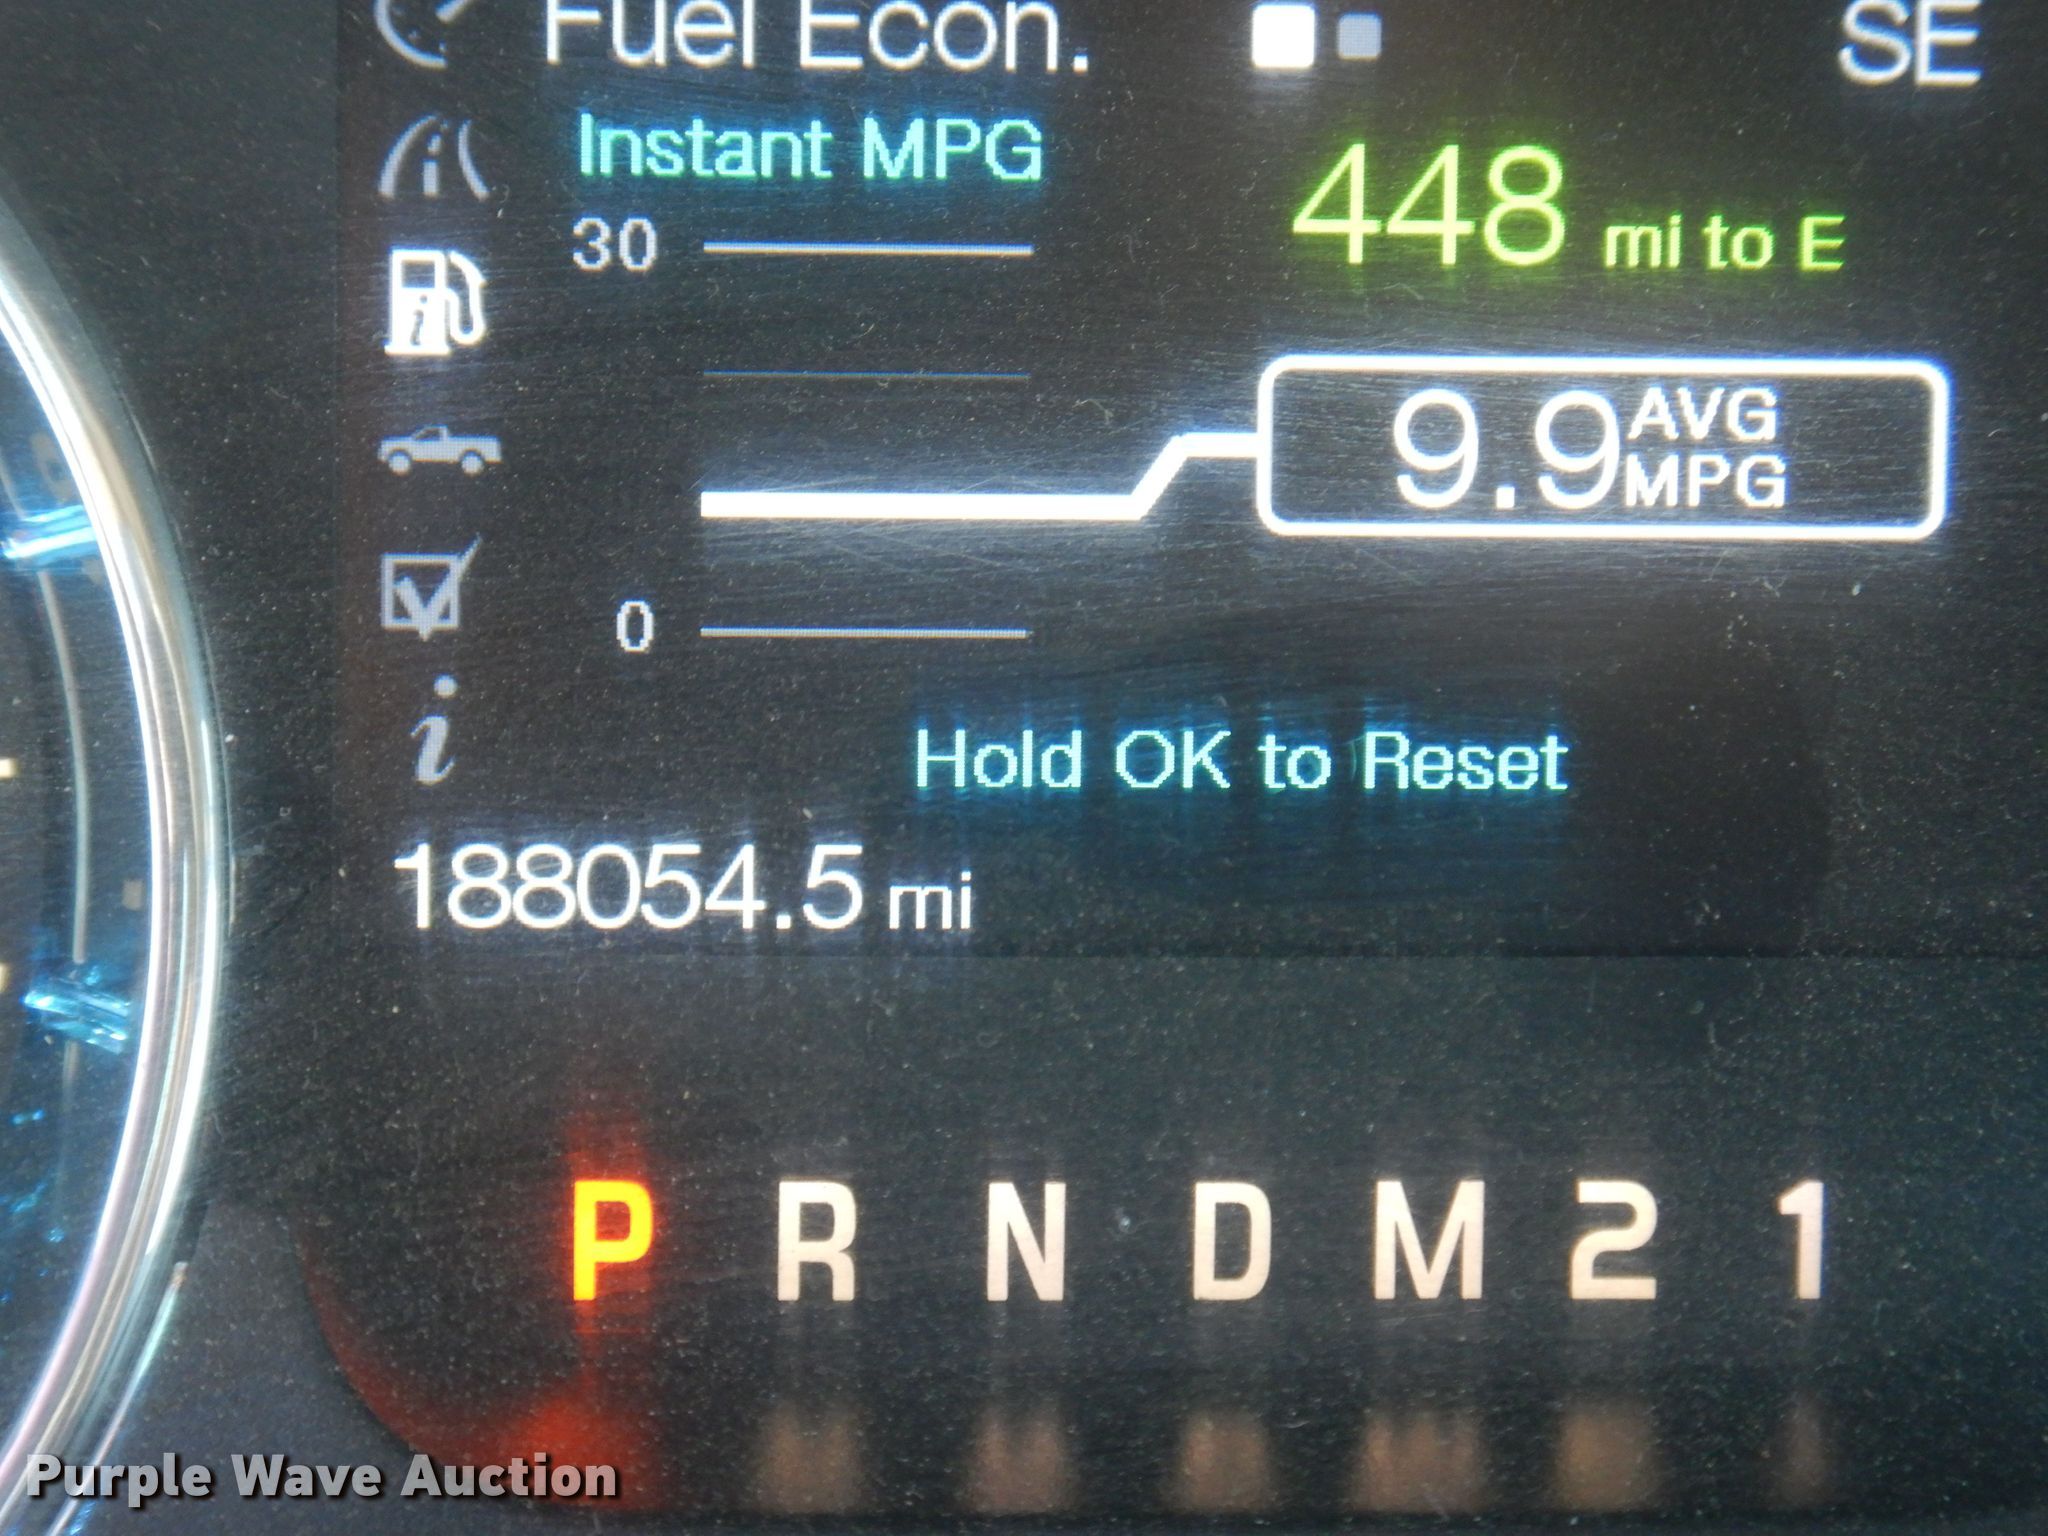 Fuel Econ.
SE
Instant MPG
30
448 mi to E
9.9 AVG MPG
0
Hold OK to Reset
188054.5 mi
P R N D M 2 1
Purple Wave Auction